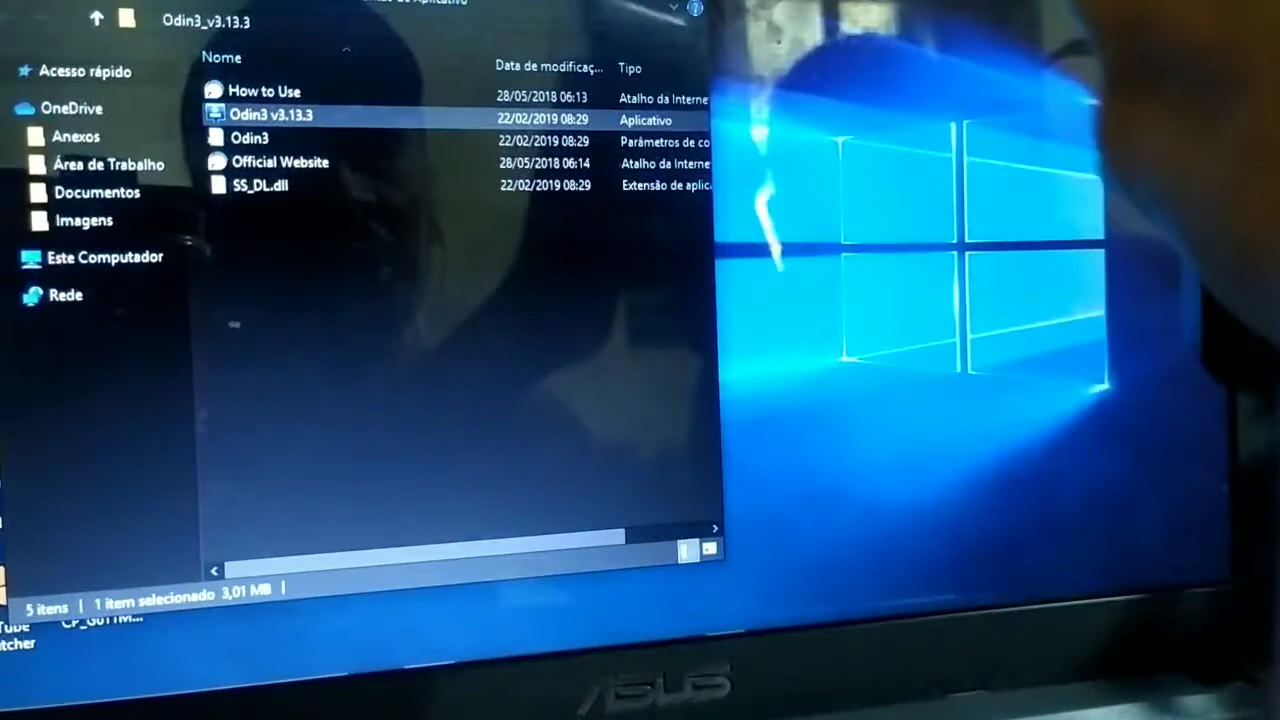 Aplicativo
Odin3_v3.13.3
Nome
Data de modificaç...
Tipo
Acesso rápido
OneDrive
Anexos
Área de Trabalho
Documentos
Imagens
Este Computador
Rede
How to Use 28/05/2018 06:13 Atalho da Interne
Odin3 v3.13.3 22/02/2019 08:29 Aplicativo
Odin3 22/02/2019 08:29 Parâmetros de co
Official Website 28/05/2018 06:14 Atalho da Interne
SS_DL.dll 22/02/2019 08:29 Extensão de aplic
5 itens | 1 item selecionado 3,01 MB |
ASUS